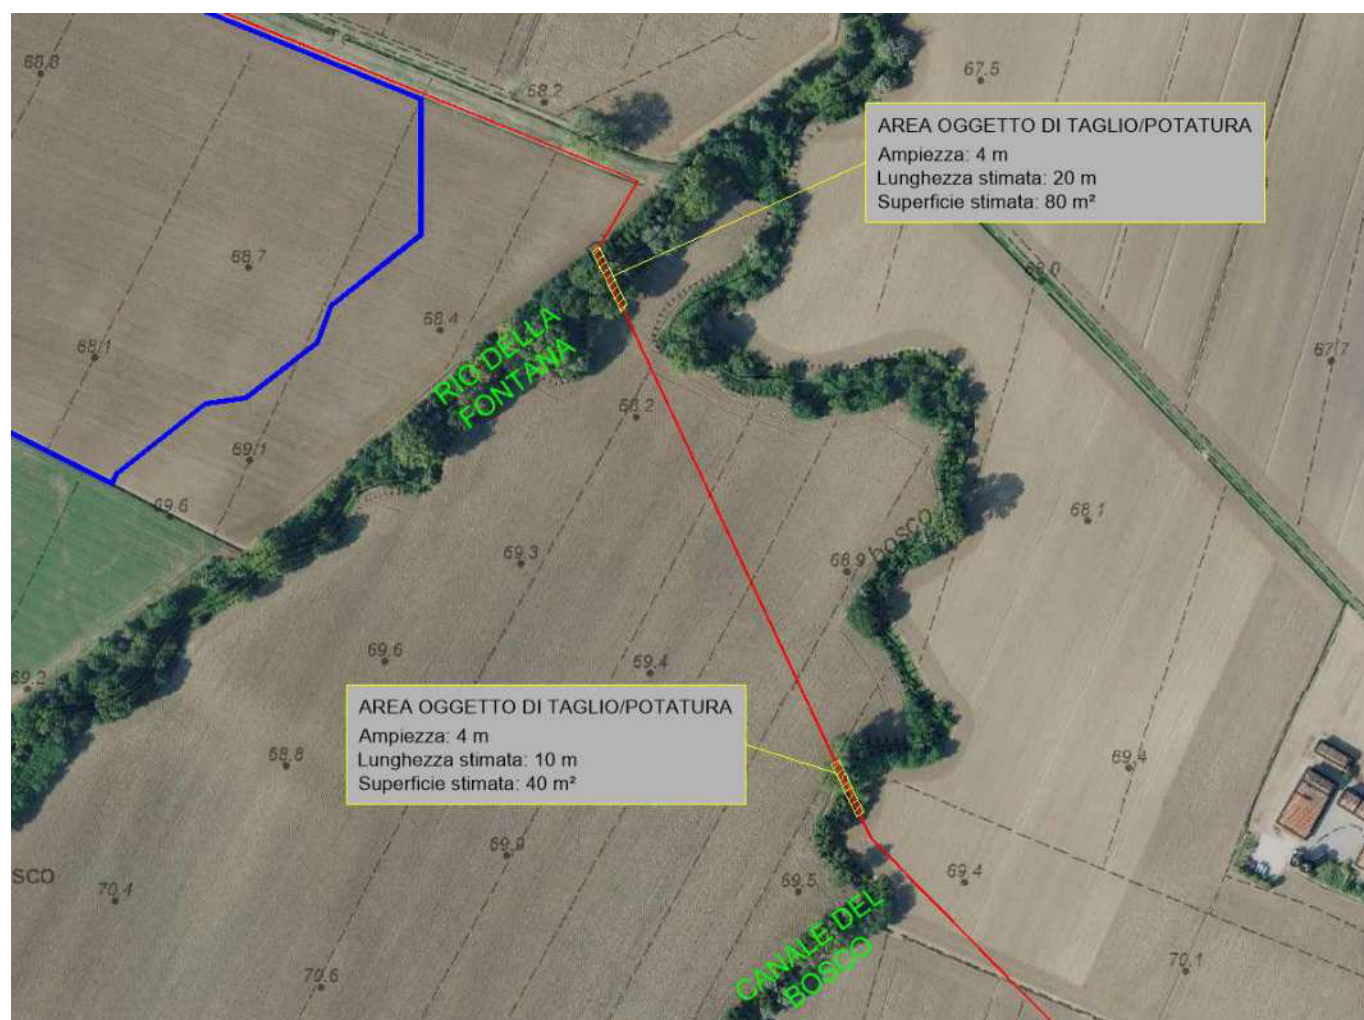 68.8
68.2
67.5
AREA OGGETTO DI TAGLIO/POTATURA
Ampiezza: 4 m
Lunghezza stimata: 20 m
Superficie stimata: 80 m²
68.7
68.0
68.4
68.1
67.7
RIO DELLA
FONTANA
68.2
69.1
69.6
68.1
bosco
69.3
68.9
69.6
69.4
69.2
AREA OGGETTO DI TAGLIO/POTATURA
Ampiezza: 4 m
Lunghezza stimata: 10 m
Superficie stimata: 40 m²
68.8
69.4
69.9
SCO
70.4
69.5
69.4
CANALE DEL
BOSCO
70.6
70.1